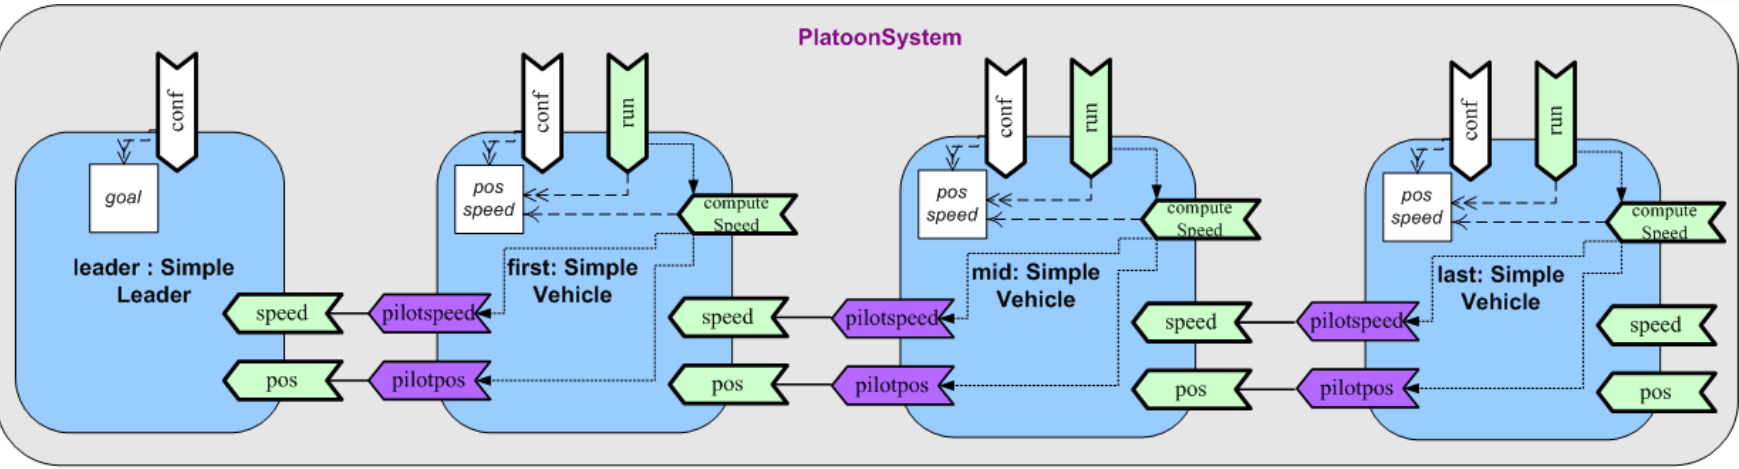 PlatoonSystem
conf
goal
leader : Simple
Leader
speed
pos
conf
run
pos
speed
compute
Speed
first: Simple
Vehicle
pilotspeed
pilotpos
speed
pos
conf
run
pos
speed
compute
Speed
mid: Simple
Vehicle
pilotspeed
pilotpos
speed
pos
conf
run
pos
speed
compute
Speed
last: Simple
Vehicle
pilotspeed
pilotpos
speed
pos